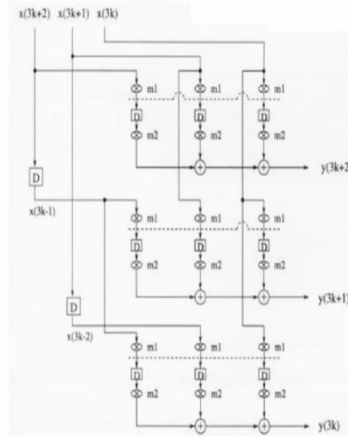 x(3k+2) x(3k+1) x(3k)
m1 m1 m1
D D D
m2 m2 m2
+ +
y(3k+2
D
x(3k-1)
m1 m1 m1
D D D
m2 m2 m2
+ +
y(3k+1)
D
x(3k-2)
m1 m1 m1
D D D
m2 m2 m2
+ +
y(3k)